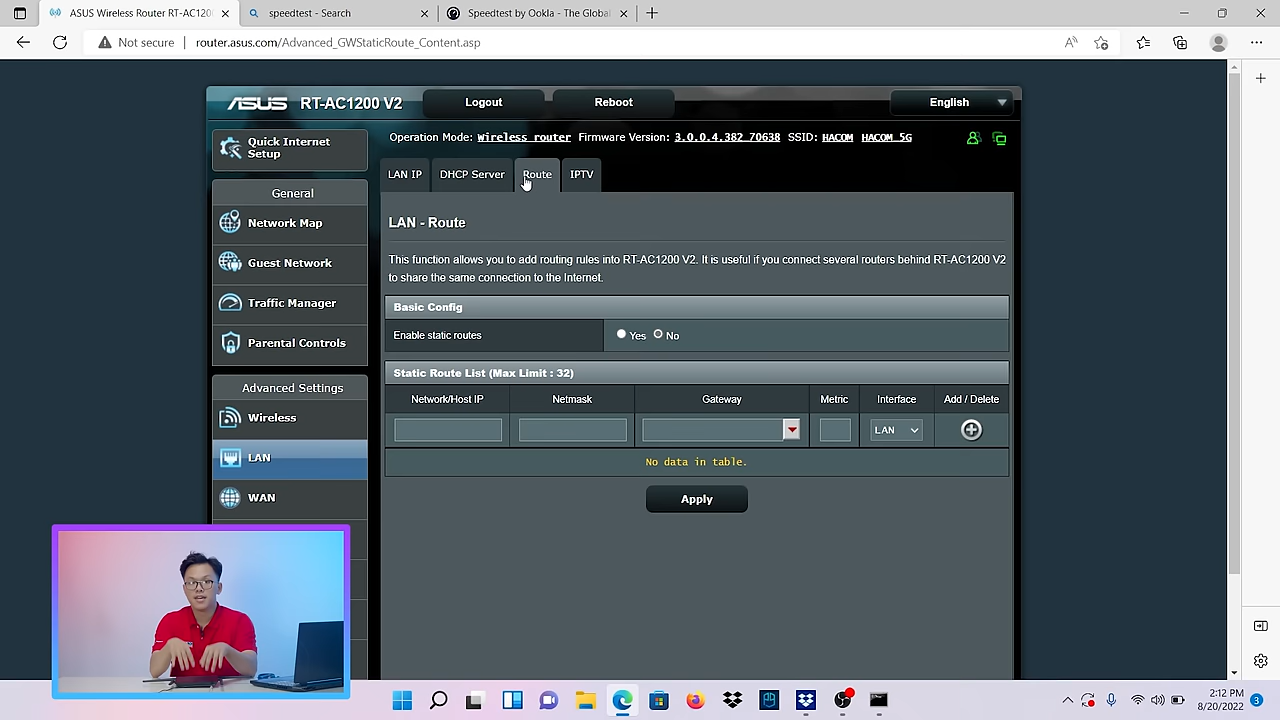 ASUS Wireless Router RT-AC120
speedtest - Search
Speedtest by Ookla - The Global
Not secure
router.asus.com/Advanced_GWStaticRoute_Content.asp
ASUS RT-AC1200 V2
Logout
Reboot
English
Operation Mode: Wireless router Firmware Version: 3.0.0.4.382_70638 SSID: HACOM HACOM_5G
Quick Internet
Setup
General
Network Map
Guest Network
Traffic Manager
Parental Controls
Advanced Settings
Wireless
LAN
WAN
LAN IP
DHCP Server
Route
IPTV
LAN - Route
This function allows you to add routing rules into RT-AC1200 V2. It is useful if you connect several routers behind RT-AC1200 V2
to share the same connection to the Internet.
Basic Config
Enable static routes
Yes No
Static Route List (Max Limit : 32)
Network/Host IP
Netmask
Gateway
Metric
Interface
Add / Delete
LAN
No data in table.
Apply
2:12 PM
8/20/2022
3